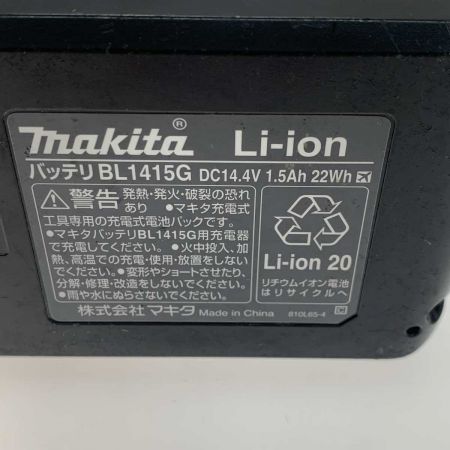 makita® Li-ion
バッテリ BL1415G DC14.4V 1.5Ah 22Wh
警告 発熱・発火・破裂の恐れあり
●マキタ充電式
工具専用の充電式電池パックです。
●マキタバッテリBL1415G用充電器
で充電してください。●火中投入、加
熱、高温での充電・使用・放置をしな
いでください。●変形やショートさせたり、
分解・修理・改造をしないでください。
●雨や水にぬらさないでください。
Li-ion 20
リチウムイオン電池
はリサイクルへ
株式会社マキタ Made in China 810L65-4